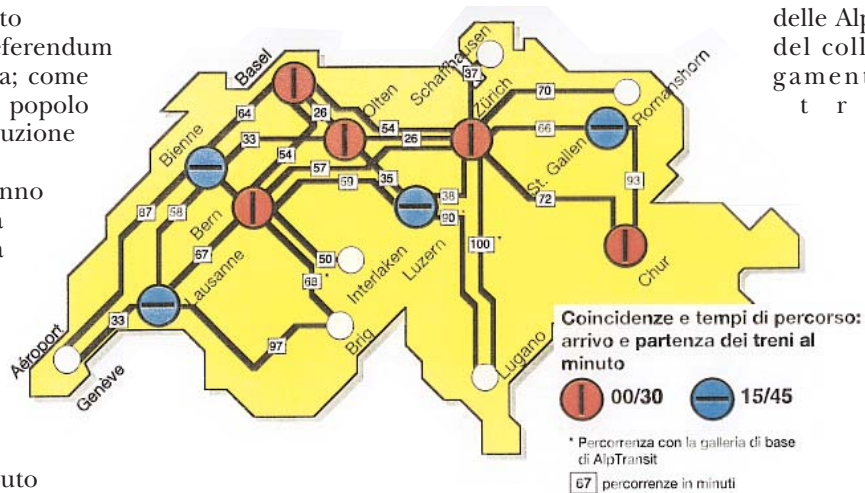 to
eferendum
a; come
popolo
uzione
anno
a
a
uto
delle Alp
del coll
gament
t r
Basel
Olten
Schaffhausen
Zürich
Romanshorn
St. Gallen
Chur
Bienne
Bern
Lausanne
Interlaken
Luzern
Brig
Lugano
Aéroport
Genève
37
70
64
26
54
66
33
26
54
57
35
93
69
38
87
58
90*
72
67
50
100*
68*
33
97
Coincidenze e tempi di percorso:
arrivo e partenza dei treni al
minuto
00/30
15/45
* Percorrenza con la galleria di base
di AlpTransit
67 percorrenze in minuti